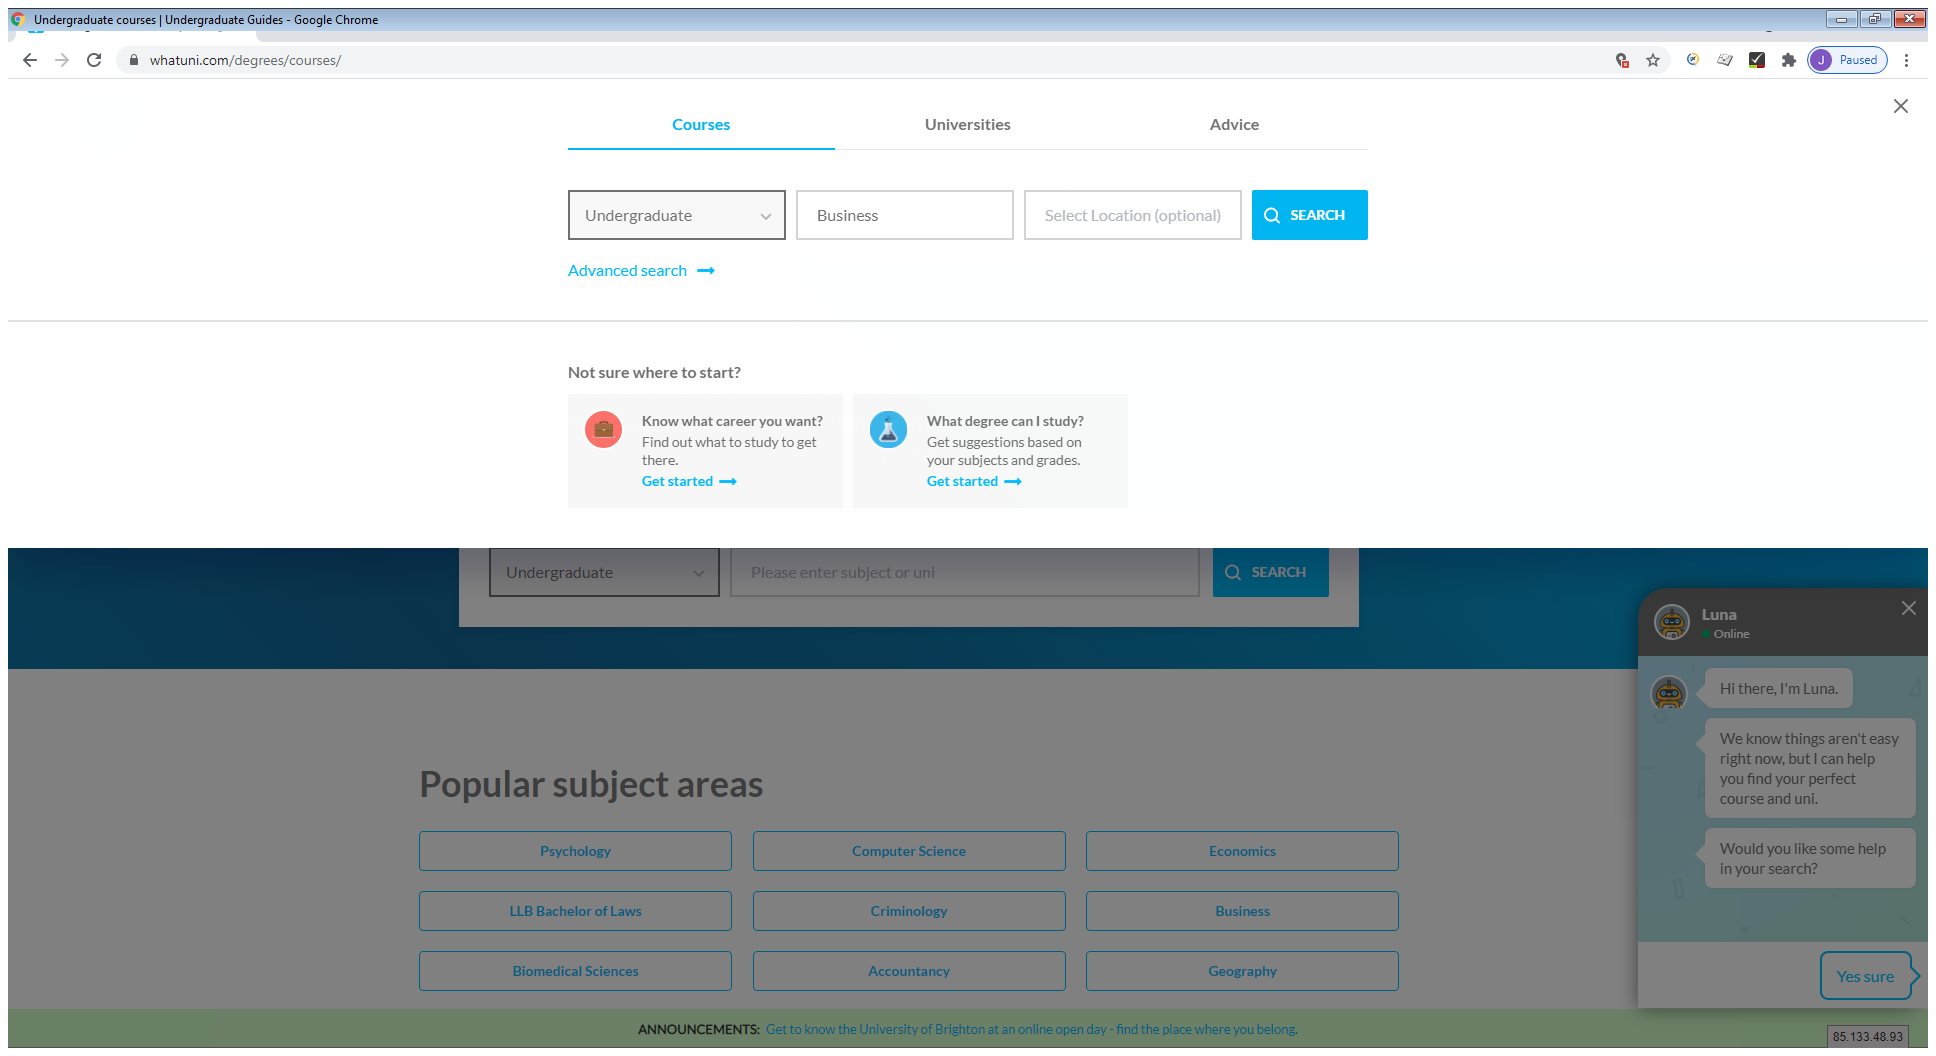 Undergraduate courses | Undergraduate Guides - Google Chrome
whatuni.com/degrees/courses/
J Paused
Courses Universities Advice
Undergraduate Business Select Location (optional) SEARCH
Advanced search
Not sure where to start?
Know what career you want?
Find out what to study to get
there.
Get started
What degree can I study?
Get suggestions based on
your subjects and grades.
Get started
Undergraduate Please enter subject or uni SEARCH
Luna
Online
Hi there, I'm Luna.
We know things aren't easy
right now, but I can help
you find your perfect
course and uni.
Would you like some help
in your search?
Yes sure
Popular subject areas
Psychology Computer Science Economics
LLB Bachelor of Laws Criminology Business
Biomedical Sciences Accountancy Geography
ANNOUNCEMENTS: Get to know the University of Brighton at an online open day - find the place where you belong.
85.133.48.93